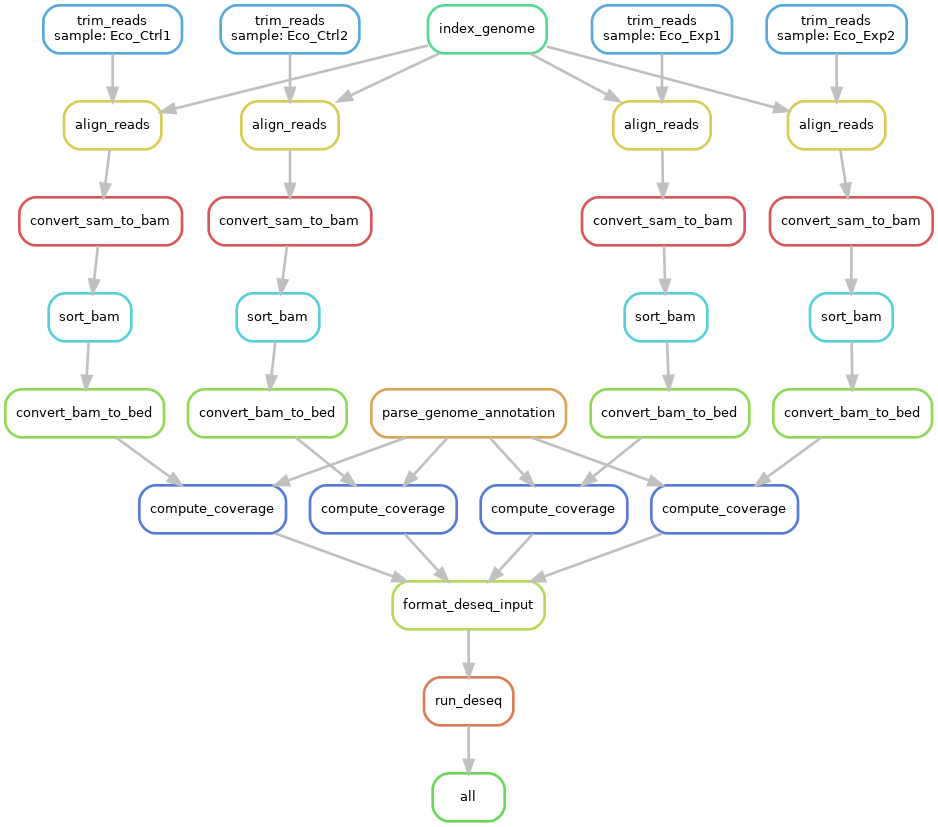 trim_reads
sample: Eco_Ctrl1
trim_reads
sample: Eco_Ctrl2
index_genome
trim_reads
sample: Eco_Exp1
trim_reads
sample: Eco_Exp2
align_reads
align_reads
align_reads
align_reads
convert_sam_to_bam
convert_sam_to_bam
convert_sam_to_bam
convert_sam_to_bam
sort_bam
sort_bam
sort_bam
sort_bam
convert_bam_to_bed
convert_bam_to_bed
parse_genome_annotation
convert_bam_to_bed
convert_bam_to_bed
compute_coverage
compute_coverage
compute_coverage
compute_coverage
format_deseq_input
run_deseq
all